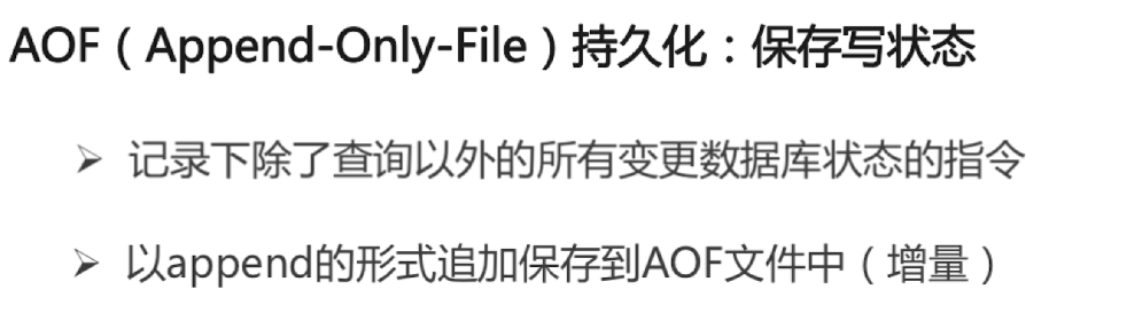 AOF（Append-Only-File）持久化：保存写状态
➢ 记录下除了查询以外的所有变更数据库状态的指令
➢ 以append的形式追加保存到AOF文件中（增量）